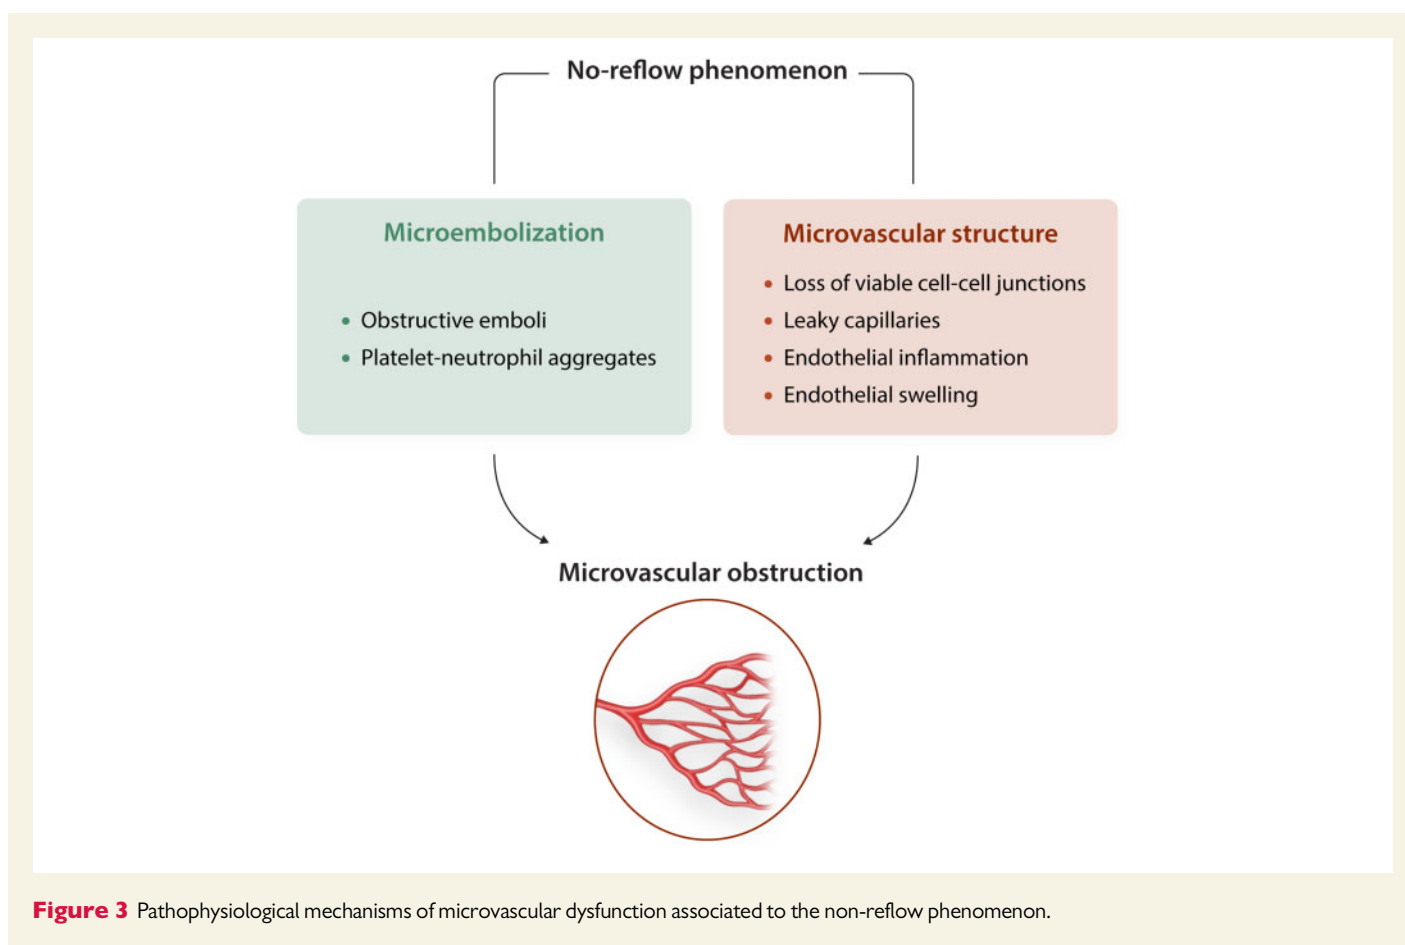 No-reflow phenomenon
Microembolization
• Obstructive emboli
• Platelet-neutrophil aggregates
Microvascular structure
• Loss of viable cell-cell junctions
• Leaky capillaries
• Endothelial inflammation
• Endothelial swelling
Microvascular obstruction
Figure 3 Pathophysiological mechanisms of microvascular dysfunction associated to the non-reflow phenomenon.